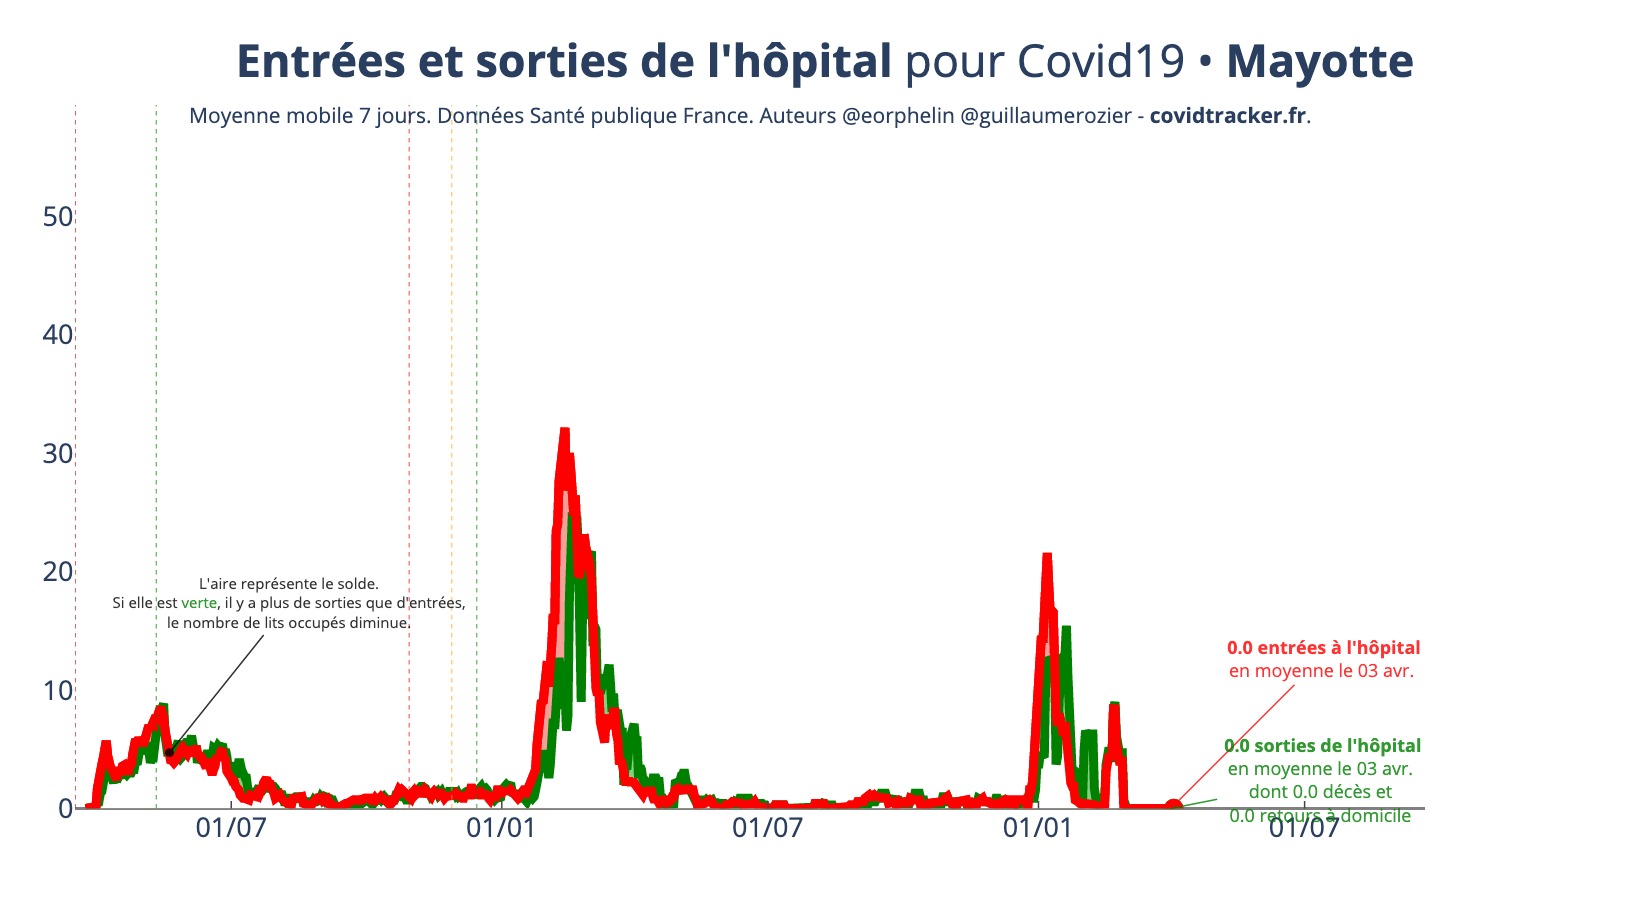 Entrées et sorties de l'hôpital pour Covid19 • Mayotte
Moyenne mobile 7 jours. Données Santé publique France. Auteurs @eorphelin @guillaumerozier - covidtracker.fr.
50
40
30
20
10
0
L'aire représente le solde.
Si elle est verte, il y a plus de sorties que d'entrées,
le nombre de lits occupés diminue.
0.0 entrées à l'hôpital
en moyenne le 03 avr.
0.0 sorties de l'hôpital
en moyenne le 03 avr.
dont 0.0 décès et
0.0 retours à domicile
01/07
01/01
01/07
01/01
01/07